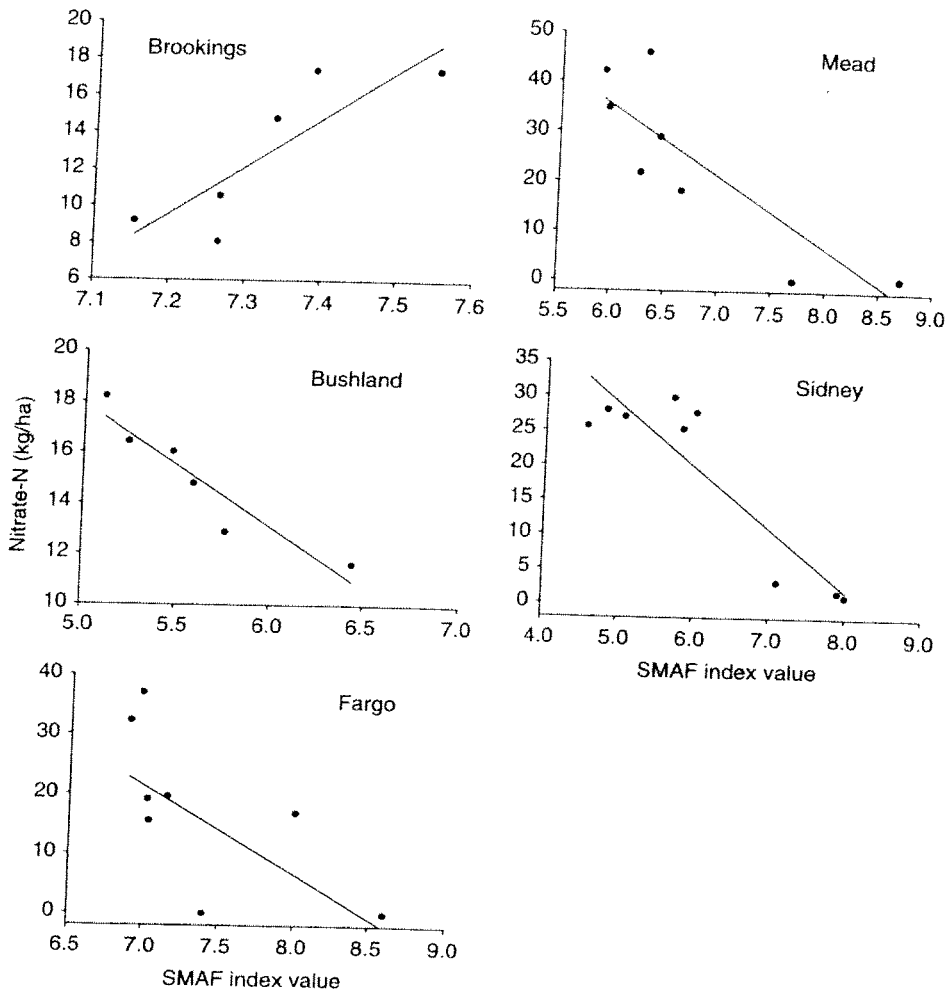 Brookings
20
18
16
14
12
10
8
6
7.1 7.2 7.3 7.4 7.5 7.6
Mead
50
40
30
20
10
0
5.5 6.0 6.5 7.0 7.5 8.0 8.5 9.0
Nitrate-N (kg/ha)
Bushland
20
18
16
14
12
10
5.0 5.5 6.0 6.5 7.0
Sidney
35
30
25
20
15
10
5
0
4.0 5.0 6.0 7.0 8.0 9.0
SMAF index value
Fargo
40
30
20
10
0
6.5 7.0 7.5 8.0 8.5 9.0
SMAF index value